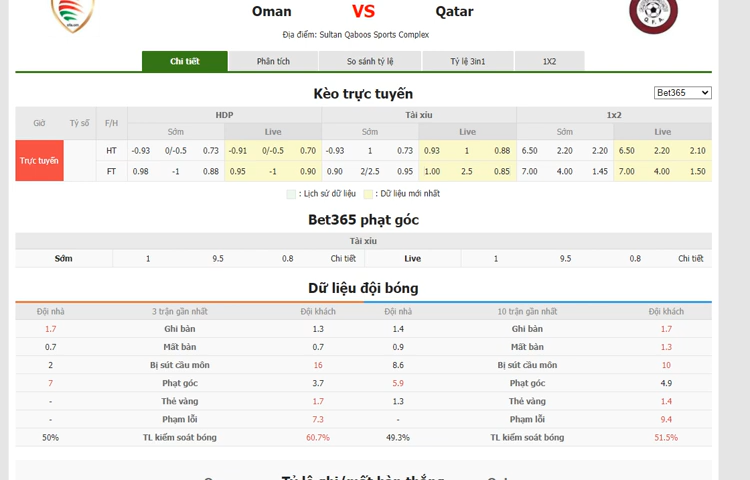 Oman VS Qatar
Địa điểm: Sultan Qaboos Sports Complex
Chi tiết Phân tích So sánh tỷ lệ Tỷ lệ 3in1 1X2
Kèo trực tuyến Bet365
Giờ Tỷ số F/H HDP Tài xỉu 1x2
Sớm Live Sớm Live Sớm Live
Trực tuyến
HT -0.93 0/-0.5 0.73 -0.91 0/-0.5 0.70 -0.93 1 0.73 0.93 1 0.88 6.50 2.20 2.20 6.50 2.20 2.10
FT 0.98 -1 0.88 0.95 -1 0.90 0.90 2/2.5 0.95 1.00 2.5 0.85 7.00 4.00 1.45 7.00 4.00 1.50
: Lịch sử dữ liệu : Dữ liệu mới nhất
Bet365 phạt góc
Tài xỉu
Sớm 1 9.5 0.8 Chi tiết Live 1 9.5 0.8 Chi tiết
Dữ liệu đội bóng
Đội nhà 3 trận gần nhất Đội khách Đội nhà 10 trận gần nhất Đội khách
1.7 Ghi bàn 1.3 1.4 Ghi bàn 1.7
0.7 Mất bàn 0.7 0.9 Mất bàn 1.3
2 Bị sút cầu môn 16 8.6 Bị sút cầu môn 10
7 Phạt góc 3.7 5.9 Phạt góc 4.9
- Thẻ vàng 1.7 1.3 Thẻ vàng 1.4
- Phạm lỗi 7.3 - Phạm lỗi 9.4
50% TL kiểm soát bóng 60.7% 49.3% TL kiểm soát bóng 51.5%
Tỷ lệ ghi/mất bàn thắng